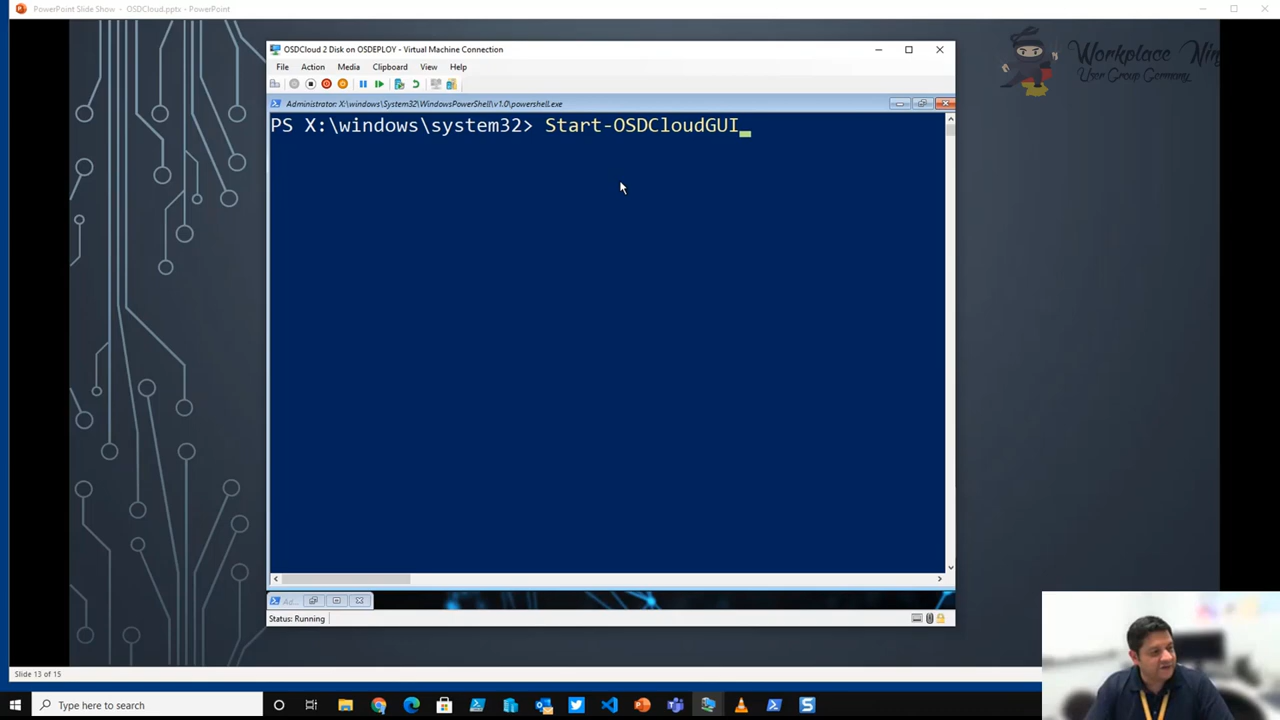 PowerPoint Slide Show - OSDCloud.pptx - PowerPoint
Workplace Nin
User Group Germany
OSDCloud 2 Disk on OSDEPLOY - Virtual Machine Connection
File Action Media Clipboard View Help
Administrator: X:\windows\System32\WindowsPowerShell\v1.0\powershell.exe
PS X:\windows\system32> Start-OSDCloudGUI
Status: Running
Slide 13 of 15
Type here to search